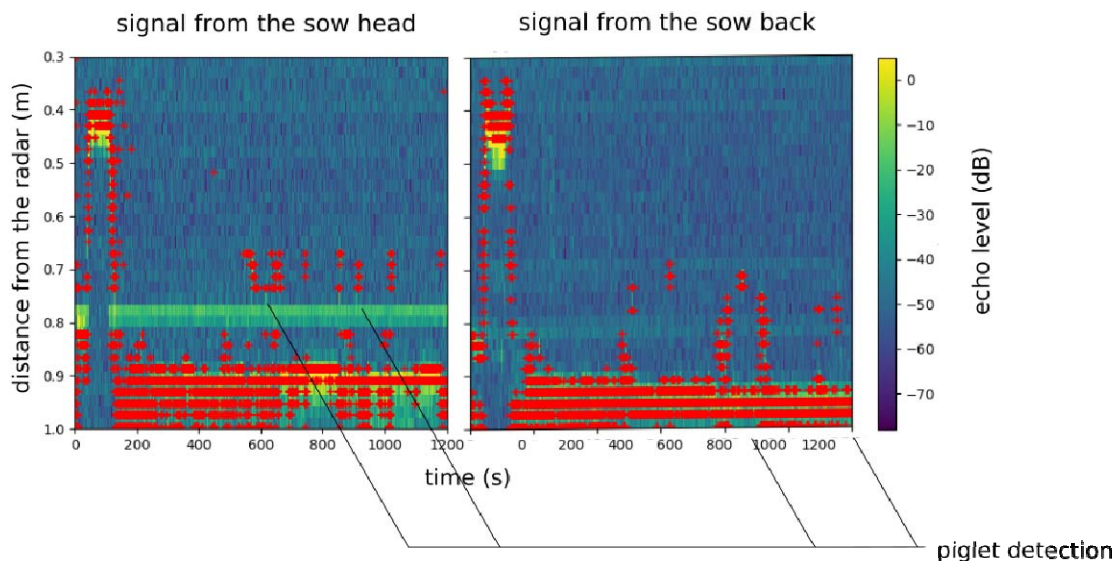 signal from the sow head
signal from the sow back
distance from the radar (m)
0.3
0.4
0.5
0.6
0.7
0.8
0.9
1.0
0 200 400 600 800 1000 1200
0 200 400 600 800 1000 1200
time (s)
0
−10
−20
−30
−40
−50
−60
−70
echo level (dB)
piglet detection